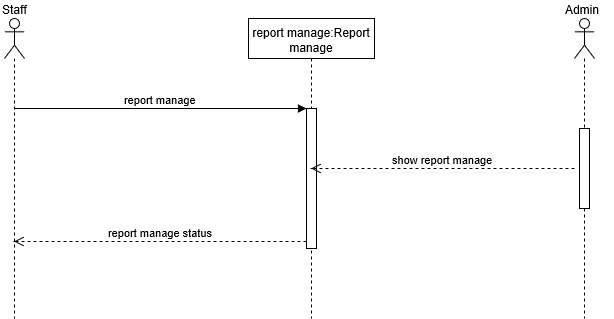 Staff
Admin
report manage:Report
manage
report manage
show report manage
report manage status